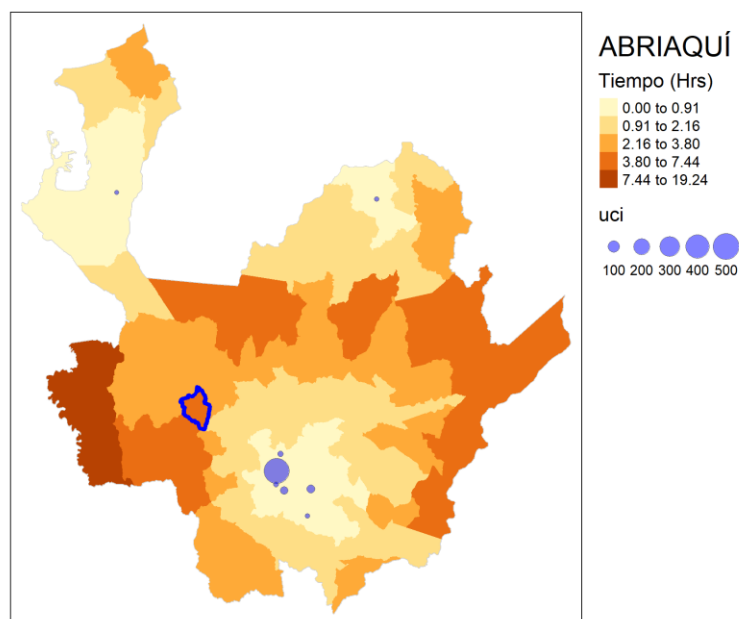 ABRIAQUÍ
Tiempo (Hrs)
0.00 to 0.91
0.91 to 2.16
2.16 to 3.80
3.80 to 7.44
7.44 to 19.24
uci
100 200 300 400 500